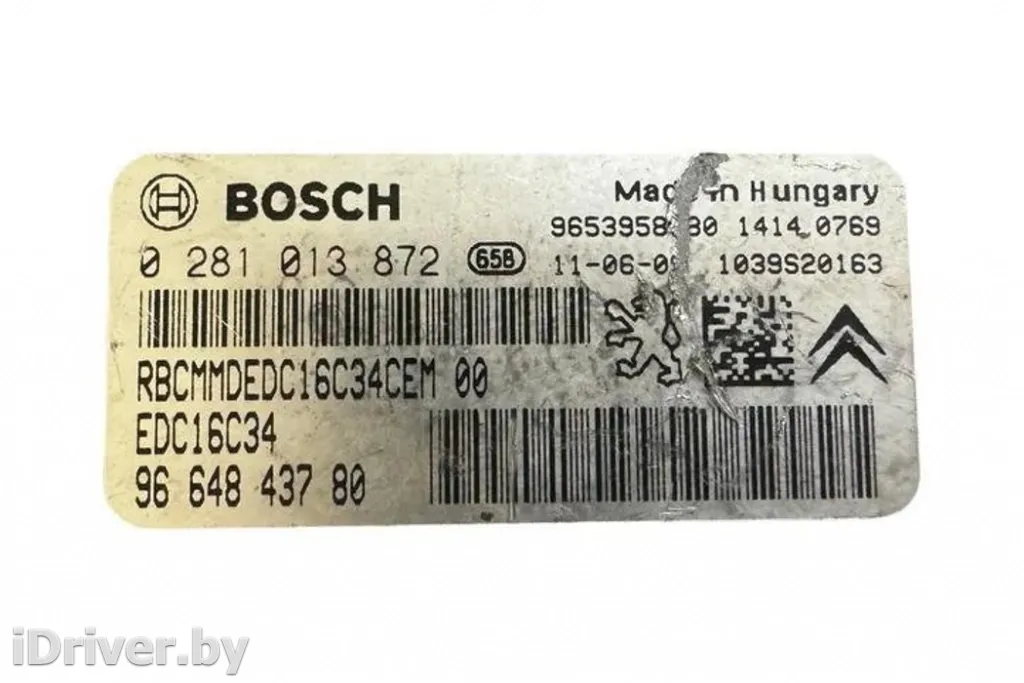 BOSCH
Made in Hungary
1414 0769
0 281 013 872 65B
1039S20163
RBCMMDEDC16C34CEM 00
EDC16C34
96 648 437 80
iDriver.by